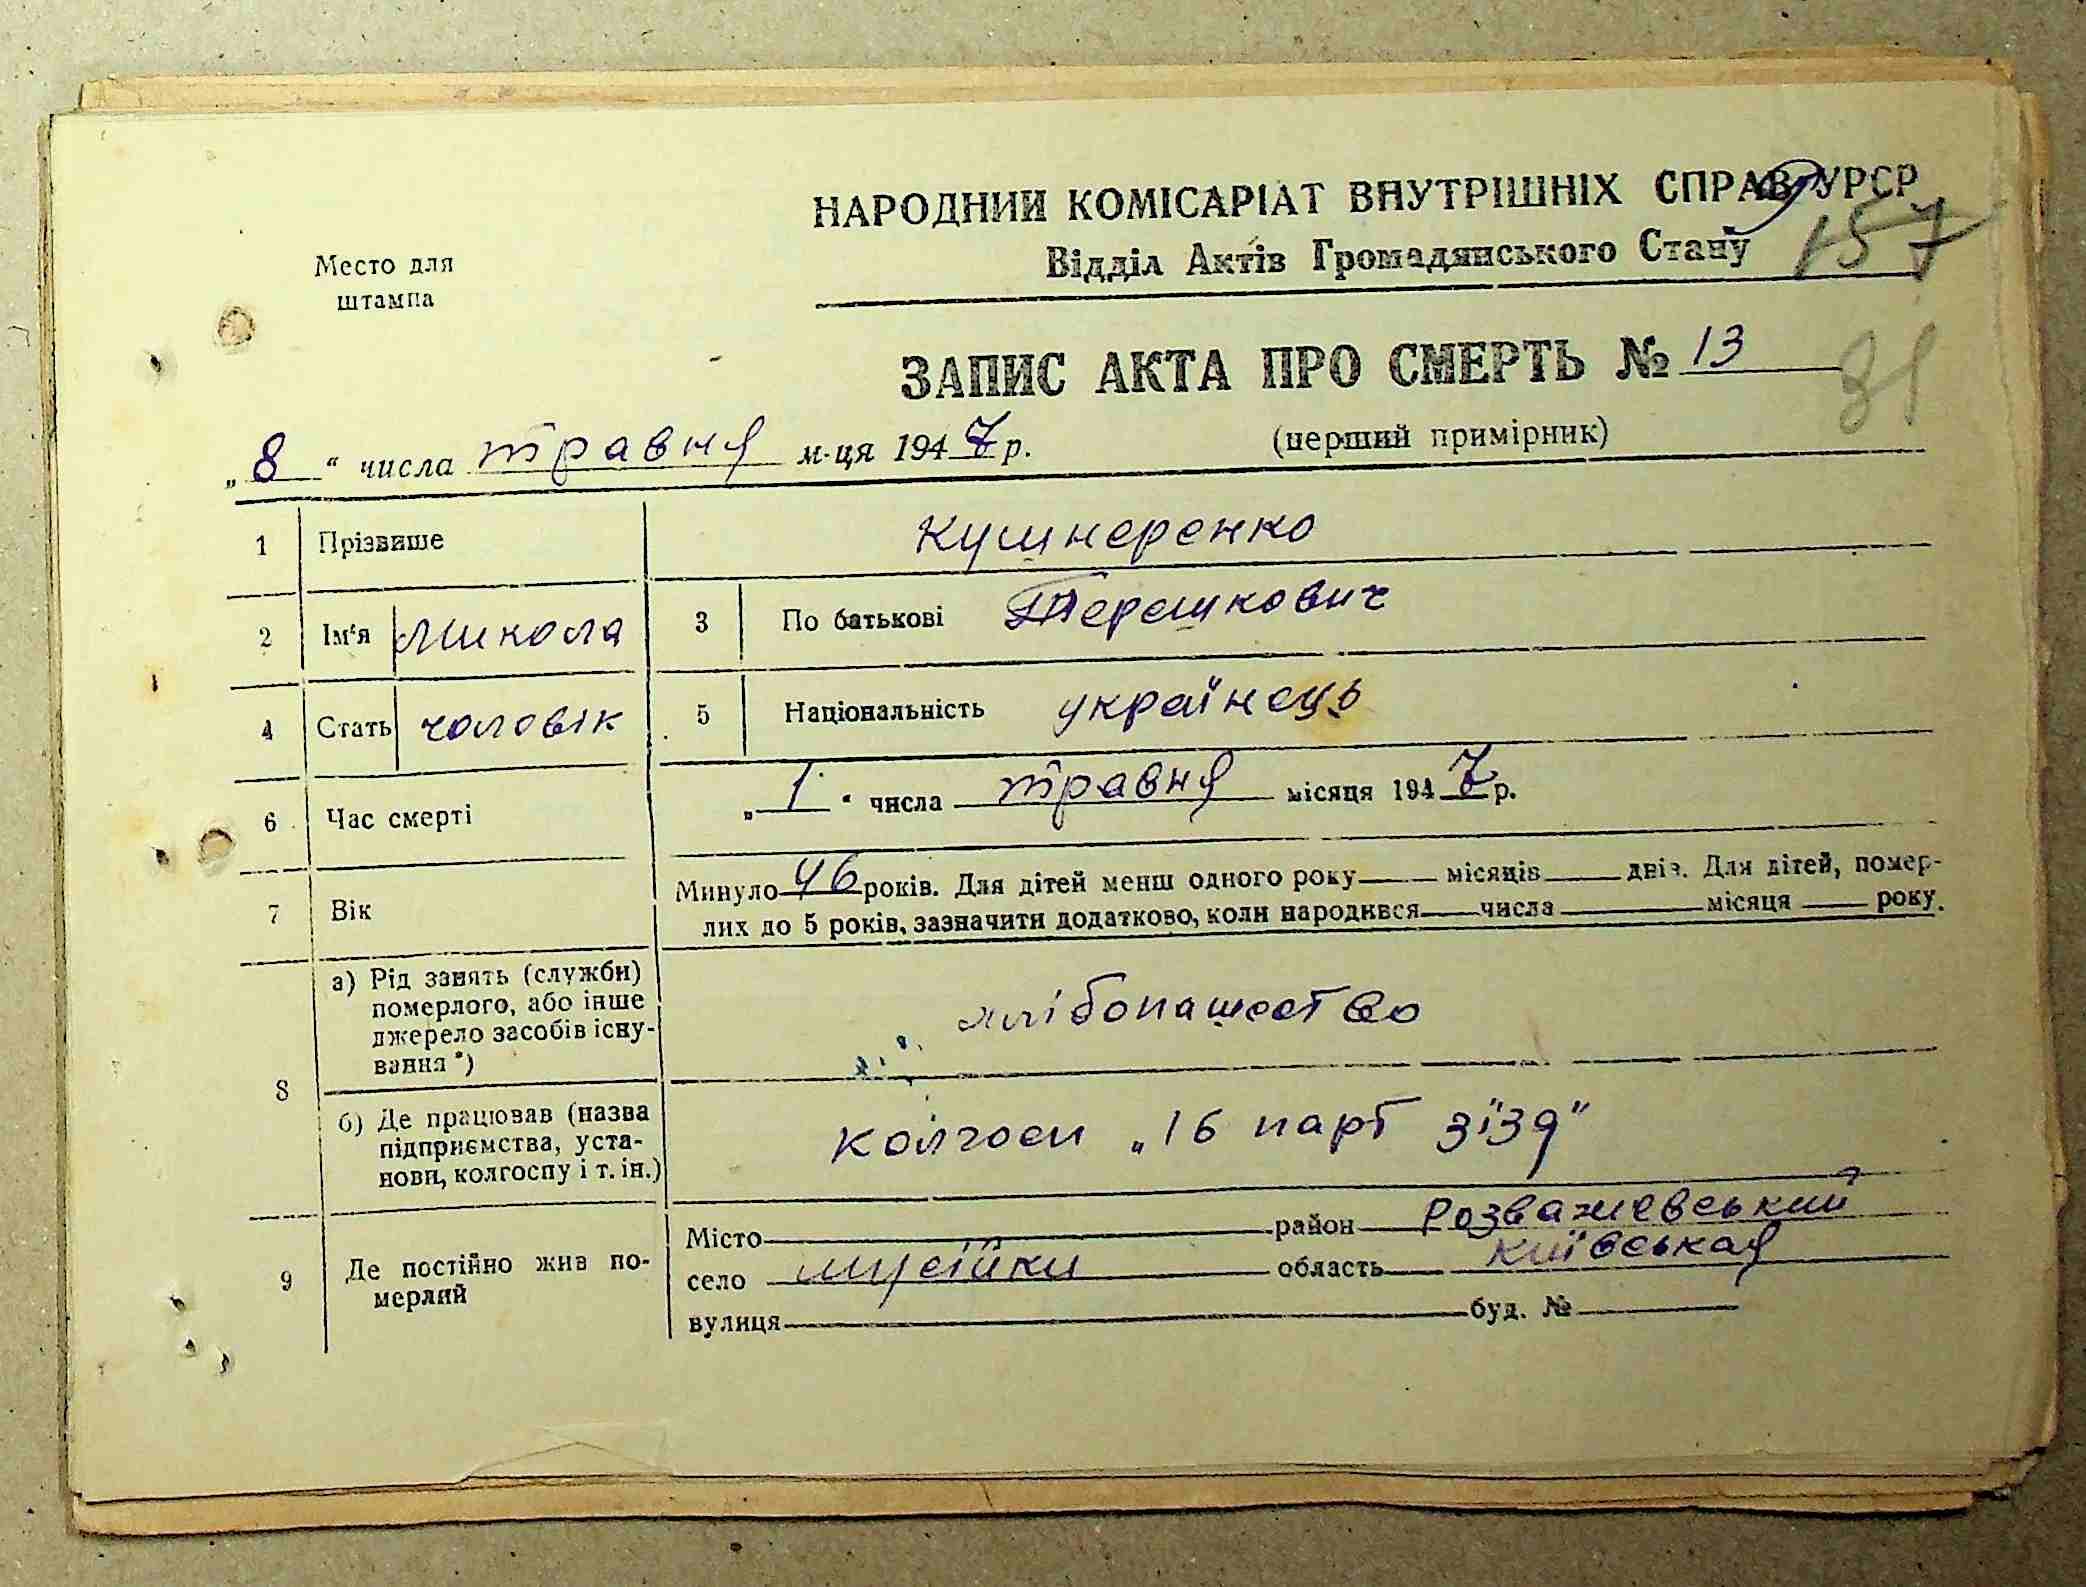 НАРОДНИЙ КОМІСАРІАТ ВНУТРІШНІХ СПРАВ УРСР
157
Відділ Актів Громадянського Стану
Место для
штампа
ЗАПИС АКТА ПРО СМЕРТЬ № 13
(перший примірник)
„8“ числа травня м-ця 1947 р.
1 Прізвише Кушнеренко
2 Ім‘я Микола 3 По батькові Терешкович
4 Стать чоловік 5 Національність українець
6 Час смерті „1“ числа травня місяця 1947 р.
7 Вік Минуло 46 років. Для дітей менш одного року місяців днів. Для дітей, помер-
лих до 5 років, зазначити додатково, коли народився числа місяця року.
8 а) Рід занять (служби)
померлого, або інше
джерело засобів існу-
вання *)
хлібопашество
б) Де працював (назва
підприємства, уста-
нови, колгоспу і т. ін.)
колгосп „16 парт зїзд"
9 Де постійно жив по-
мерлий
Місто район Розважевський
село Мусійки область київськая
вулиця буд. №